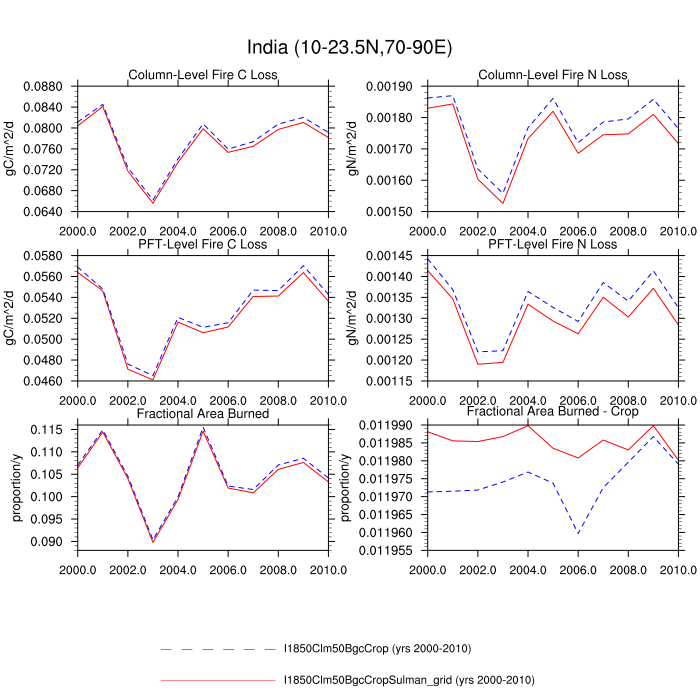 India (10-23.5N,70-90E)
Column-Level Fire C Loss
gC/m^2/d
0.0880
0.0840
0.0800
0.0760
0.0720
0.0680
0.0640
2000.0 2002.0 2004.0 2006.0 2008.0 2010.0
Column-Level Fire N Loss
gN/m^2/d
0.00190
0.00180
0.00170
0.00160
0.00150
2000.0 2002.0 2004.0 2006.0 2008.0 2010.0
PFT-Level Fire C Loss
gC/m^2/d
0.0580
0.0560
0.0540
0.0520
0.0500
0.0480
0.0460
2000.0 2002.0 2004.0 2006.0 2008.0 2010.0
PFT-Level Fire N Loss
gN/m^2/d
0.00145
0.00135
0.00130
0.00120
0.00115
2000.0 2002.0 2004.0 2006.0 2008.0 2010.0
Fractional Area Burned
proportion/y
0.115
0.110
0.105
0.100
0.095
0.090
2000.0 2002.0 2004.0 2006.0 2008.0 2010.0
Fractional Area Burned - Crop
proportion/y
0.011990
0.011985
0.011980
0.011970
0.011965
0.011960
0.011955
2000.0 2002.0 2004.0 2006.0 2008.0 2010.0
I1850Clm50BgcCrop (yrs 2000-2010)
I1850Clm50BgcCropSulman_grid (yrs 2000-2010)